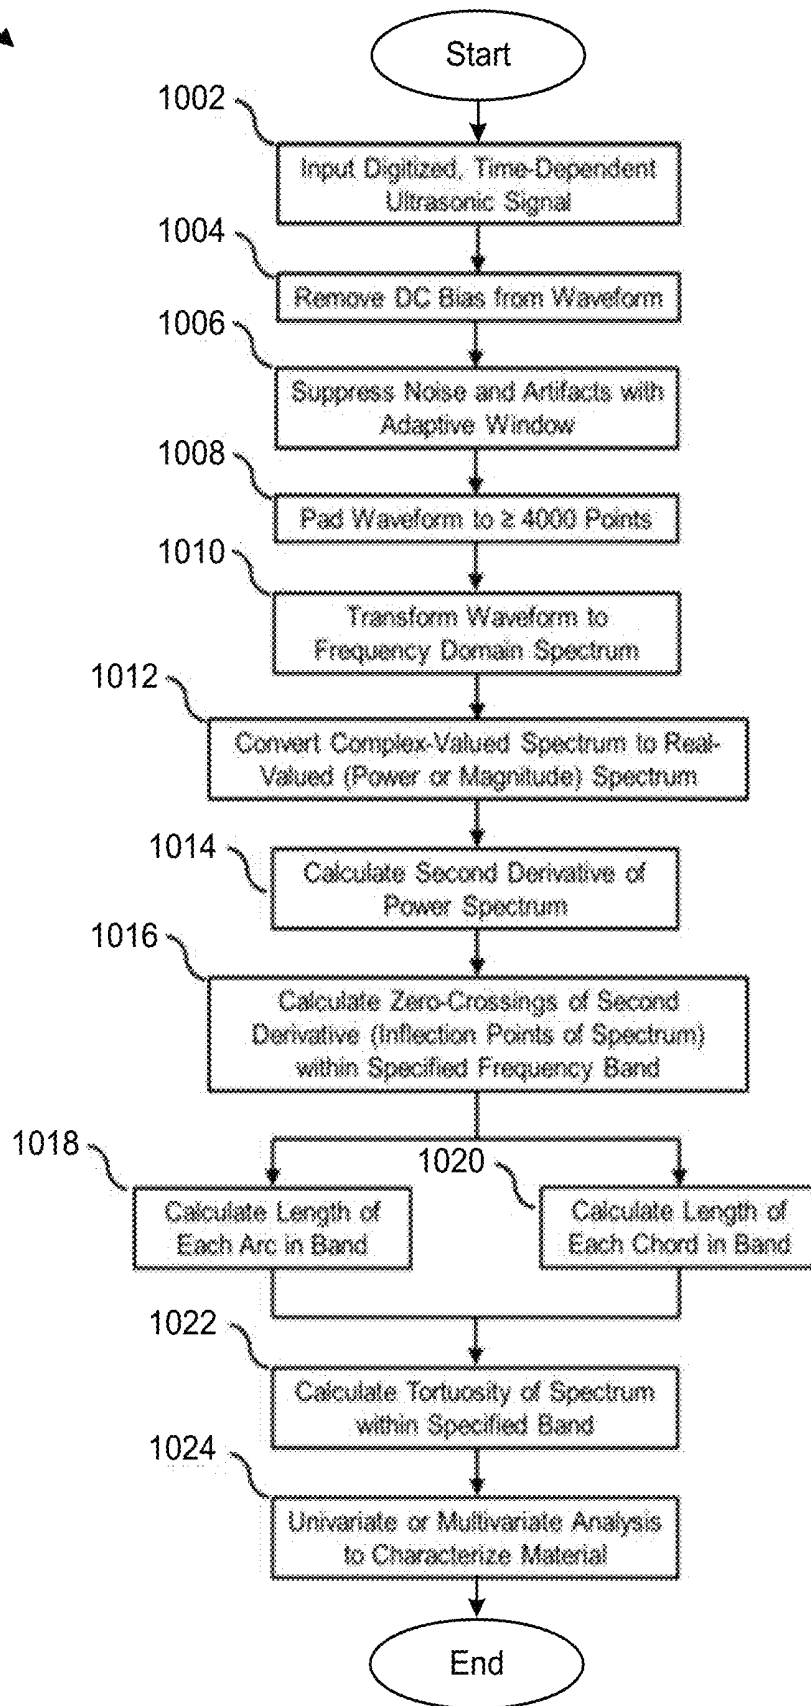 Start
1002
Input Digitized, Time-Dependent
Ultrasonic Signal
1004
Remove DC Bias from Waveform
1006
Suppress Noise and Artifacts with
Adaptive Window
1008
Pad Waveform to ≥ 4000 Points
1010
Transform Waveform to
Frequency Domain Spectrum
1012
Convert Complex-Valued Spectrum to Real-
Valued (Power or Magnitude) Spectrum
1014
Calculate Second Derivative of
Power Spectrum
1016
Calculate Zero-Crossings of Second
Derivative (Inflection Points of Spectrum)
within Specified Frequency Band
1018
Calculate Length of
Each Arc in Band
1020
Calculate Length of
Each Chord in Band
1022
Calculate Tortuosity of Spectrum
within Specified Band
1024
Univariate or Multivariate Analysis
to Characterize Material
End